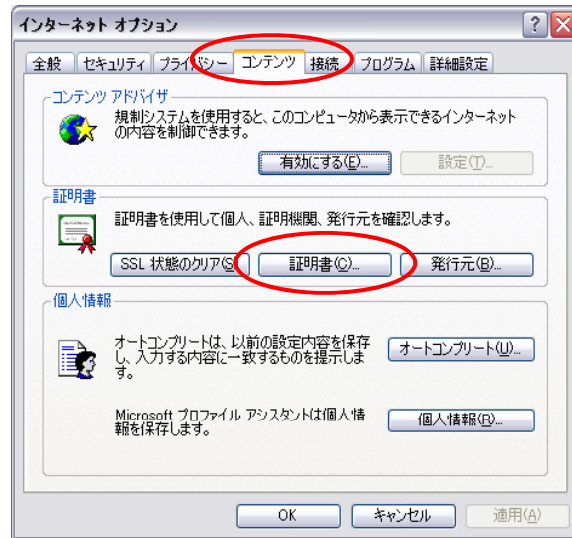 インターネット オプション
全般 セキュリティ プライバシー コンテンツ 接続 プログラム 詳細設定
コンテンツ アドバイザ
規制システムを使用すると、このコンピュータから表示できるインターネット
の内容を制御できます。
有効にする(E)... 設定(T)...
証明書
証明書を使用して個人、証明機関、発行元を確認します。
SSL 状態のクリア(S) 証明書(C)... 発行元(B)...
個人情報
オートコンプリートは、以前の設定内容を保存
し、入力する内容に一致するものを提示しま
す。
オートコンプリート(U)...
Microsoft プロファイル アシスタントは個人情
報を保存します。
個人情報(R)...
OK キャンセル 適用(A)